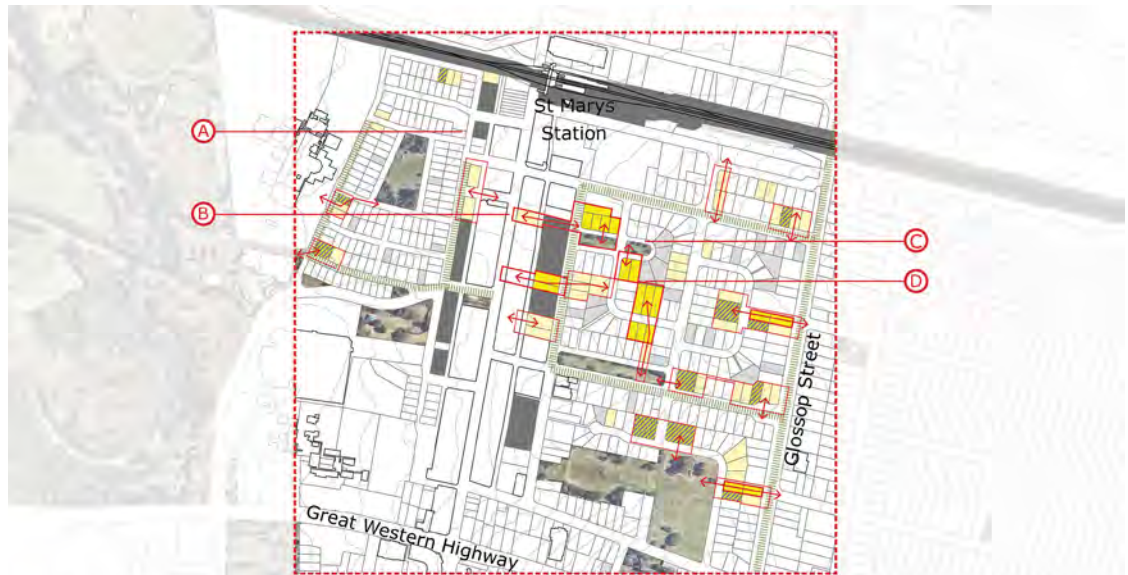 St Marys
Station
A
B
C
D
Glossop Street
Great Western Highway